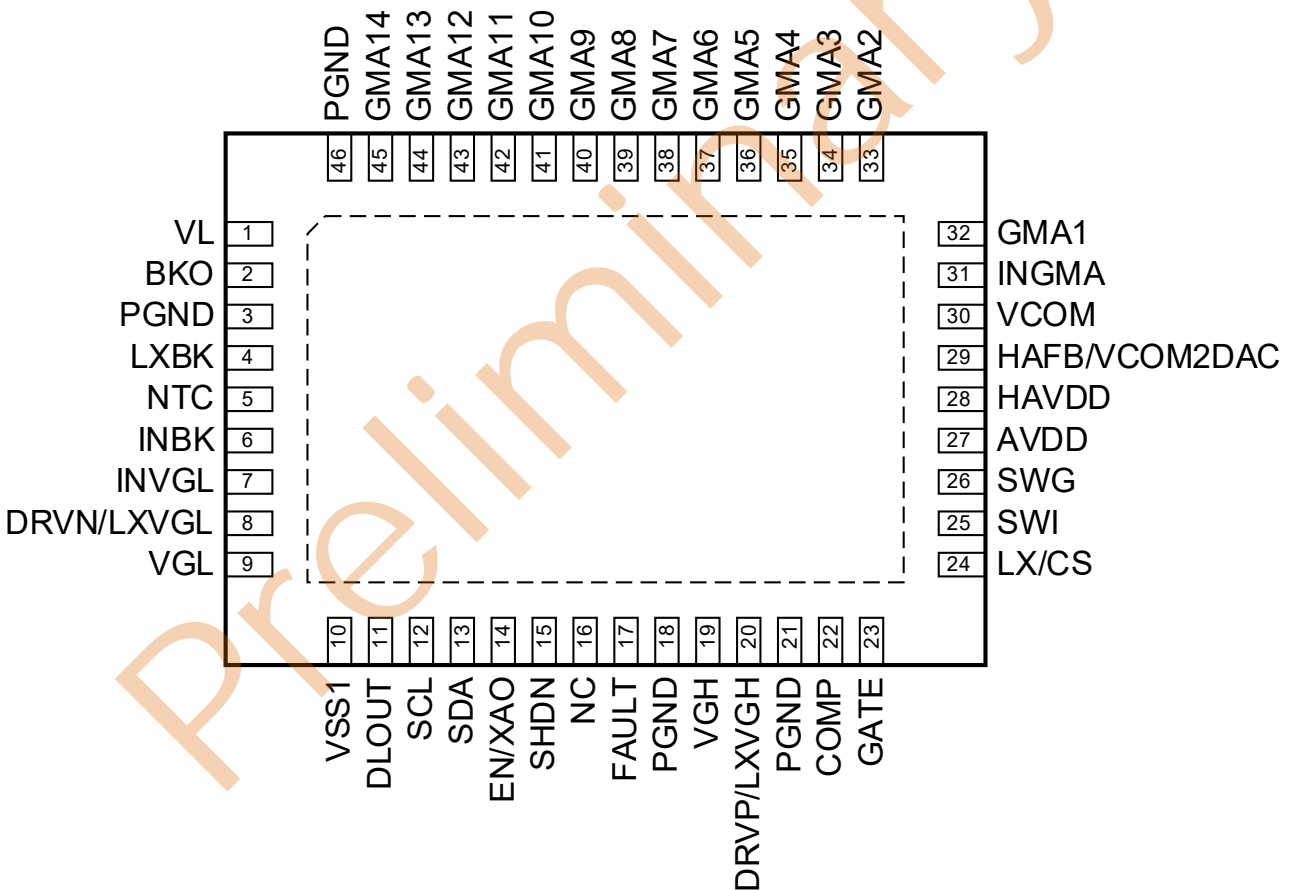 PGND
GMA14
GMA13
GMA12
GMA11
GMA10
GMA9
GMA8
GMA7
GMA6
GMA5
GMA4
GMA3
GMA2
46
45
44
43
42
41
40
39
38
37
36
35
34
33
VL 1
BKO 2
PGND 3
LXBK 4
NTC 5
INBK 6
INVGL 7
DRVN/LXVGL 8
VGL 9
32 GMA1
31 INGMA
30 VCOM
29 HAFB/VCOM2DAC
28 HAVDD
27 AVDD
26 SWG
25 SWI
24 LX/CS
10
11
12
13
14
15
16
17
18
19
20
21
22
23
VSS1
DLOUT
SCL
SDA
EN/XAO
SHDN
NC
FAULT
PGND
VGH
DRVP/LXVGH
PGND
COMP
GATE
Preliminary